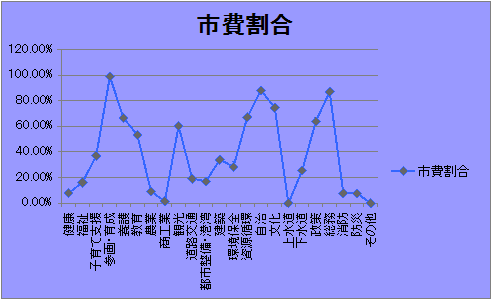 市費割合
120.00%
100.00%
80.00%
60.00%
40.00%
20.00%
0.00%
健康
福祉
子育て支援
参画・育成
養護
教育
農業
商工業
観光
道路交通
都市整備・港湾
建築
環境保全
資源循環
自治
文化
上水道
下水道
政策
総務
消防
防災
その他
市費割合